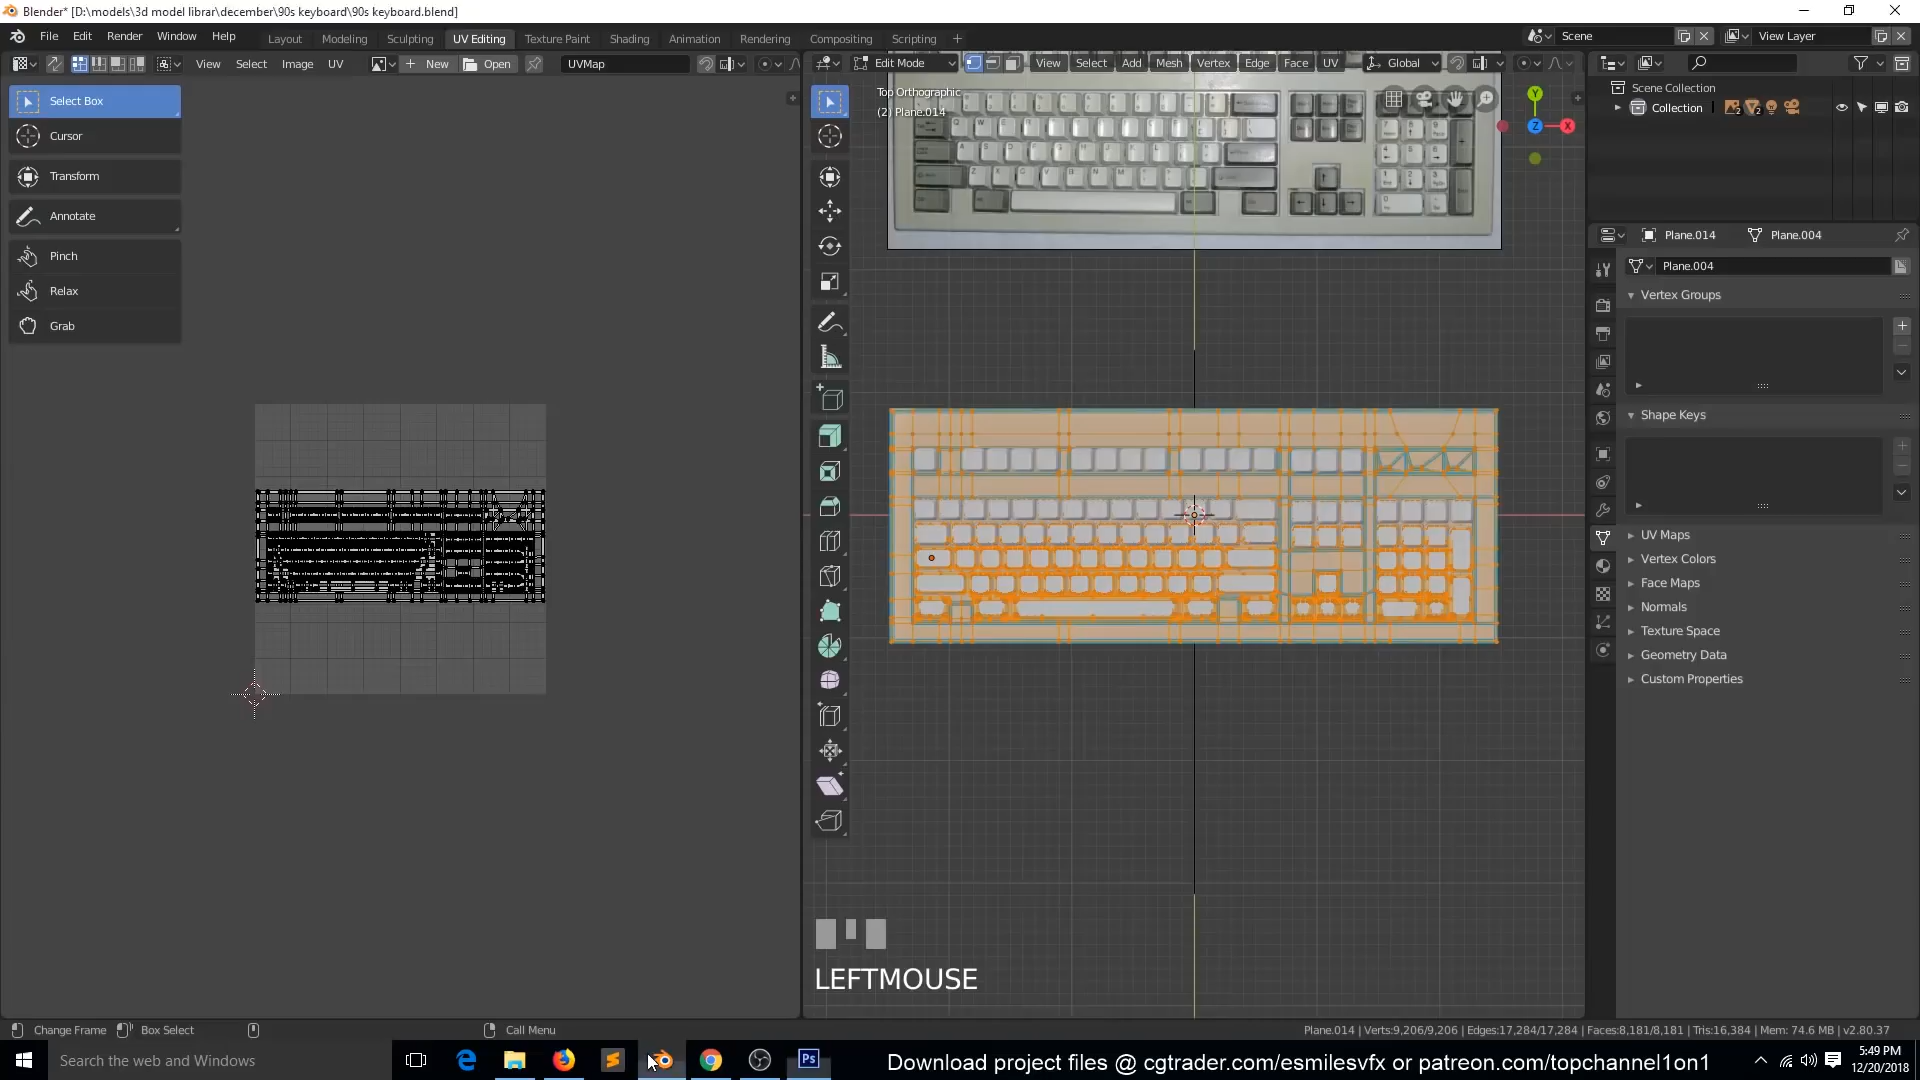 Blender* [D:\models\3d model librar\december\90s keyboard\90s keyboard.blend]
File Edit Render Window Help Layout Modeling Sculpting UV Editing Texture Paint Shading Animation Rendering Compositing Scripting Scene View Layer
View Select Image UV New Open UVMap Edit Mode View Select Add Mesh Vertex Edge Face UV Global
Select Box
Cursor
Transform
Annotate
Pinch
Relax
Grab
Top Orthographic
(2) Plane.014
Y
Z
X
Scene Collection
Collection
Plane.014 Plane.004
Plane.004
Vertex Groups
Shape Keys
UV Maps
Vertex Colors
Face Maps
Normals
Texture Space
Geometry Data
Custom Properties
LEFTMOUSE
Change Frame Box Select Call Menu Plane.014 | Verts:9,206/9,206 | Edges:17,284/17,284 | Faces:8,181/8,181 | Tris:16,384 | Mem: 74.6 MB | v2.80.37
Search the web and Windows Ps Download project files @ cgtrader.com/esmilesvfx or patreon.com/topchannel1on1 5:49 PM
12/20/2018